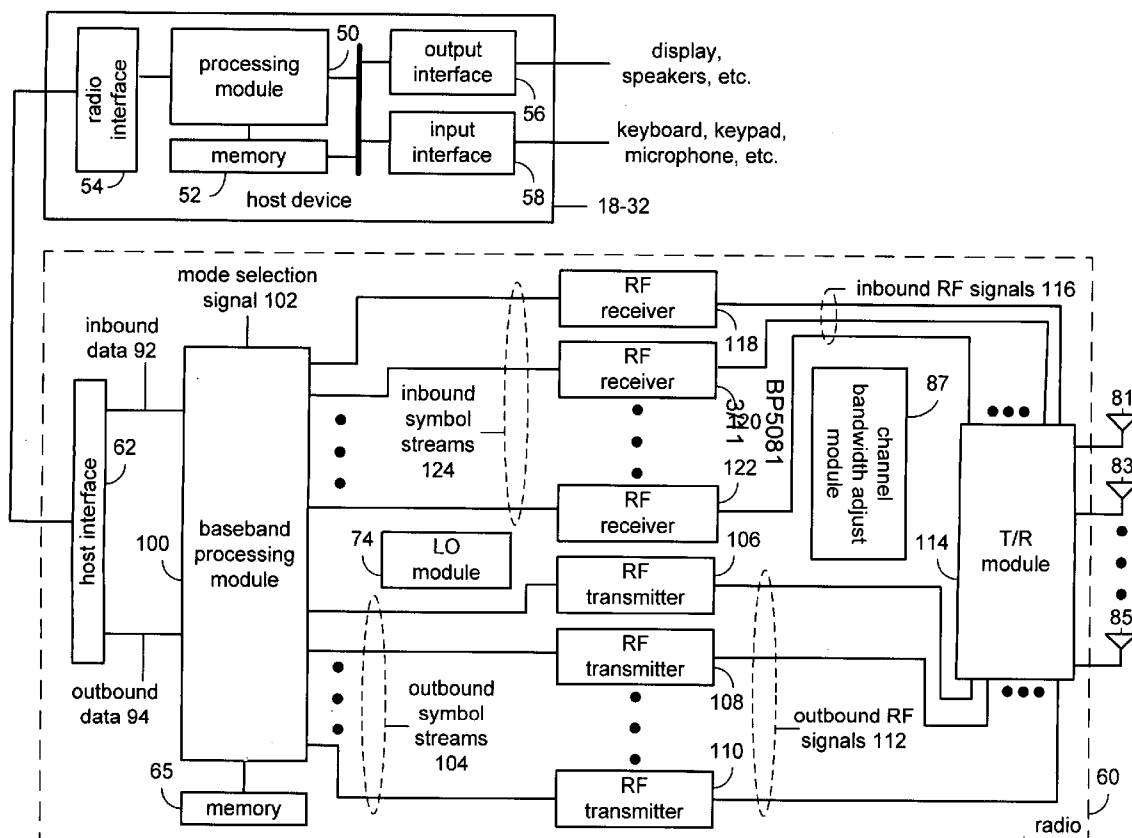 50
processing
module
radio
interface
output
interface
56
display,
speakers, etc.
input
interface
58
keyboard, keypad,
microphone, etc.
memory
54
52
host device
18-32
mode selection
signal 102
inbound
data 92
RF
receiver
118
inbound RF signals 116
RF
receiver
120
3/11
BP5081
channel
bandwidth adjust
module
87
81
83
85
inbound
symbol
streams
124
62
host interface
100
baseband
processing
module
122
RF
receiver
74
LO
module
106
RF
transmitter
114
T/R
module
RF
transmitter
108
outbound
data 94
outbound
symbol
streams
104
outbound RF
signals 112
110
RF
transmitter
65
memory
60
radio